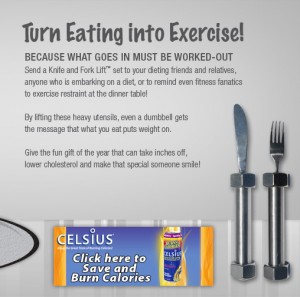 Turn Eating into Exercise!
BECAUSE WHAT GOES IN MUST BE WORKED-OUT
Send a Knife and Fork Lift™ set to your dieting friends and relatives,
anyone who is embarking on a diet, or to remind even fitness fanatics
to exercise restraint at the dinner table!
By lifting these heavy utensils, even a dumbbell gets
the message that what you eat puts weight on.
Give the fun gift of the year that can take inches off,
lower cholesterol and make that special someone smile!
CELSIUS
Click here to
Save and
Burn Calories